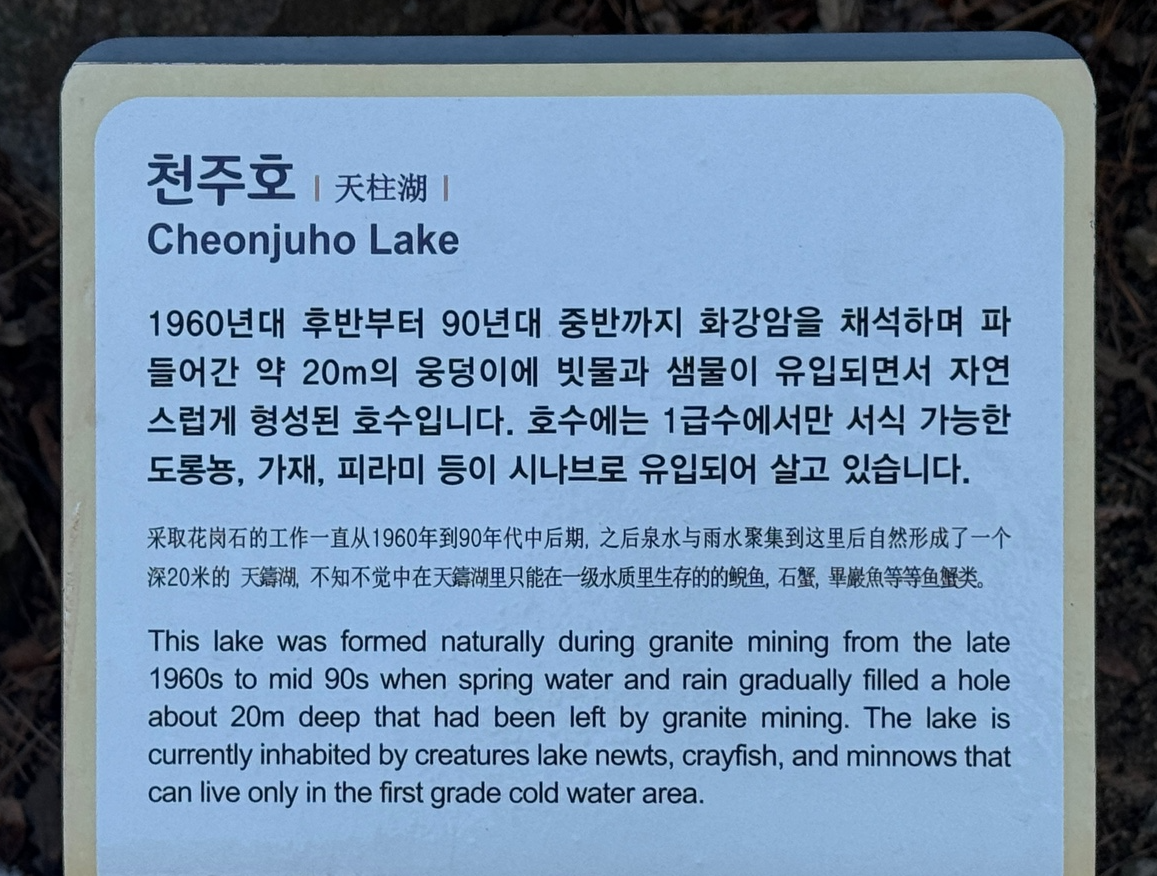 천주호 | 天柱湖 |
Cheonjuho Lake
1960년대 후반부터 90년대 중반까지 화강암을 채석하며 파
들어간 약 20m의 웅덩이에 빗물과 샘물이 유입되면서 자연
스럽게 형성된 호수입니다. 호수에는 1급수에서만 서식 가능한
도롱뇽, 가재, 피라미 등이 시나브로 유입되어 살고 있습니다.
采取花岗石的工作一直从1960年到90年代中后期, 之后泉水与雨水聚集到这里后自然形成了一个
深20米的 天鑄湖, 不知不觉中在天鑄湖里只能在一级水质里生存的的鲵鱼, 石蟹, 畢巖魚等等鱼蟹类。
This lake was formed naturally during granite mining from the late
1960s to mid 90s when spring water and rain gradually filled a hole
about 20m deep that had been left by granite mining. The lake is
currently inhabited by creatures lake newts, crayfish, and minnows that
can live only in the first grade cold water area.